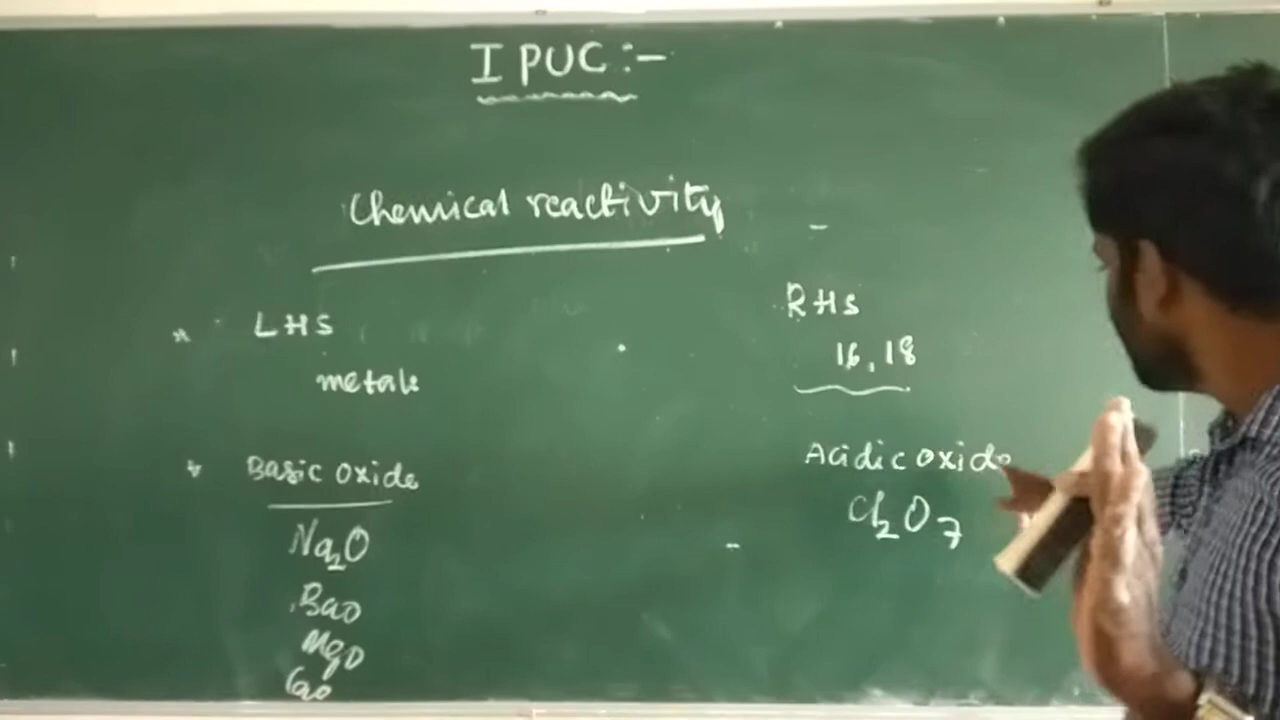 I PUC:-
Chemical reactivity
LHS
metals
RHS
16, 18
Basic oxide
Na₂O
BaO
MgO
CaO
Acidic oxide
Cl₂O₇